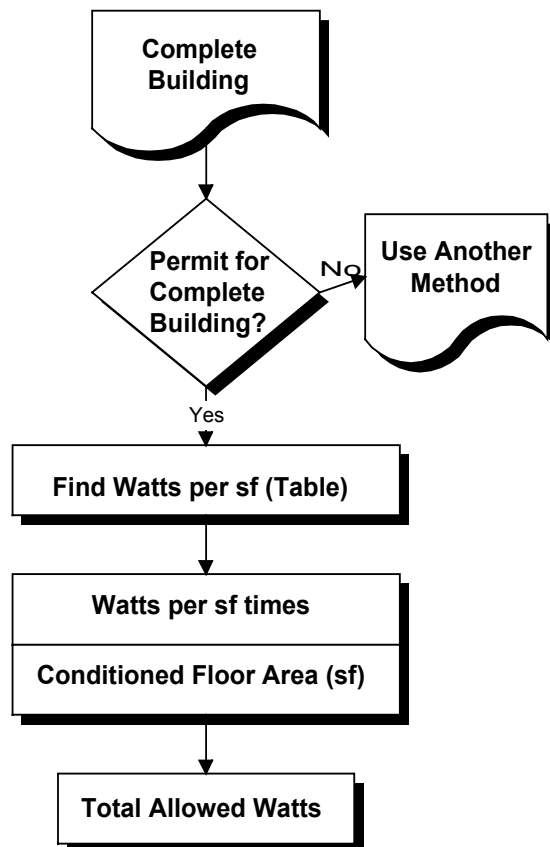 Complete
Building
Permit for
Complete
Building?
No
Use Another
Method
Yes
Find Watts per sf (Table)
Watts per sf times
Conditioned Floor Area (sf)
Total Allowed Watts